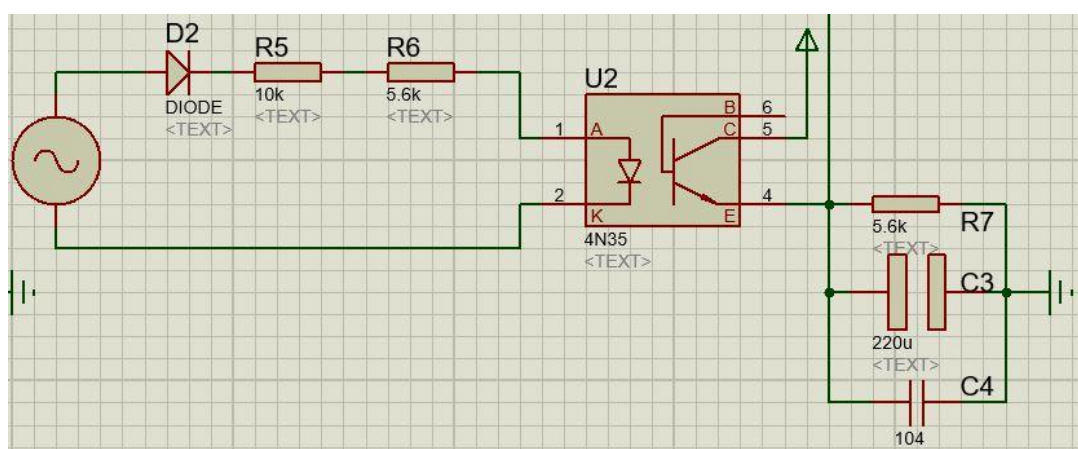 D2
DIODE
<TEXT>
R5
10k
<TEXT>
R6
5.6k
<TEXT>
U2
1
A
2
K
B
6
C
5
E
4
4N35
<TEXT>
R7
5.6k
<TEXT>
C3
220u
<TEXT>
C4
104